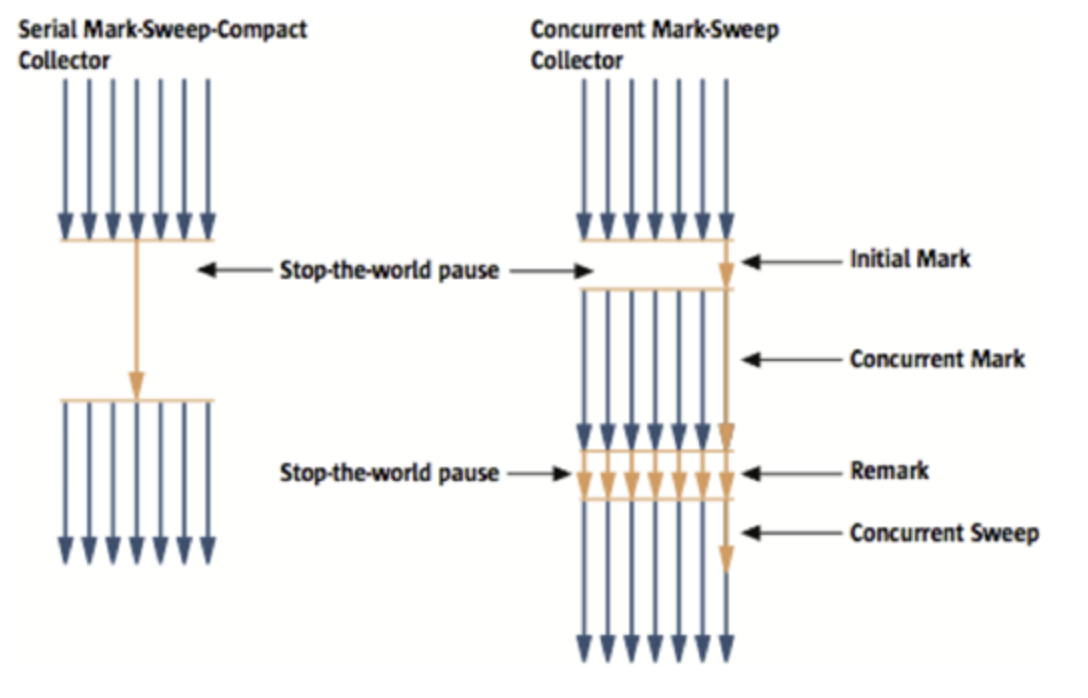 Serial Mark-Sweep-Compact
Collector
Concurrent Mark-Sweep
Collector
Stop-the-world pause
Initial Mark
Concurrent Mark
Stop-the-world pause
Remark
Concurrent Sweep